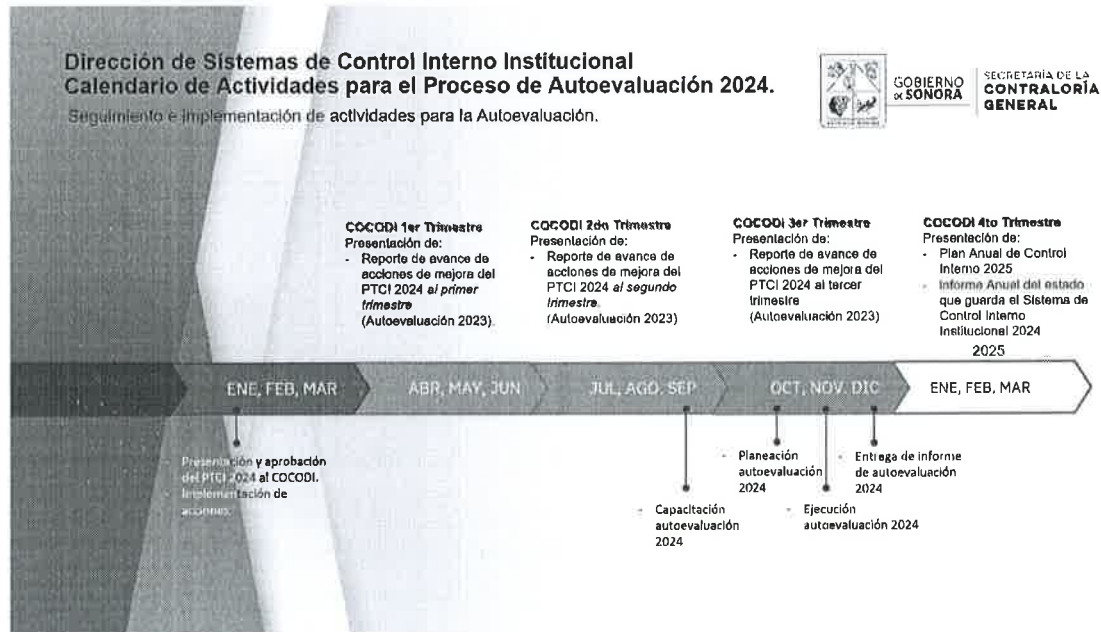 Dirección de Sistemas de Control Interno Institucional
Calendario de Actividades para el Proceso de Autoevaluación 2024.
Seguimiento e implementación de actividades para la Autoevaluación.
GOBIERNO
DE SONORA
SECRETARÍA DE LA
CONTRALORÍA
GENERAL
COCODI 1er Trimestre
Presentación de:
- Reporte de avance de
acciones de mejora del
PTCI 2024 al primer
trimestre
(Autoevaluación 2023).
COCODI 2do Trimestre
Presentación de:
- Reporte de avance de
acciones de mejora del
PTCI 2024 al segundo
trimestre.
(Autoevaluación 2023)
COCODI 3er Trimestre
Presentación de:
- Reporte de avance de
acciones de mejora del
PTCI 2024 al tercer
trimestre
(Autoevaluación 2023)
COCODI 4to Trimestre
Presentación de:
- Plan Anual de Control
Interno 2025
- Informe Anual del estado
que guarda el Sistema de
Control Interno
Institucional 2024
2025
ENE, FEB, MAR
ABR, MAY, JUN
JUL, AGO, SEP
OCT, NOV, DIC
ENE, FEB, MAR
- Presentación y aprobación
del PTCI 2024 al COCODI.
- Implementación de
acciones.
- Capacitación
autoevaluación
2024
- Planeación
autoevaluación
2024
- Ejecución
autoevaluación 2024
- Entrega de informe
de autoevaluación
2024